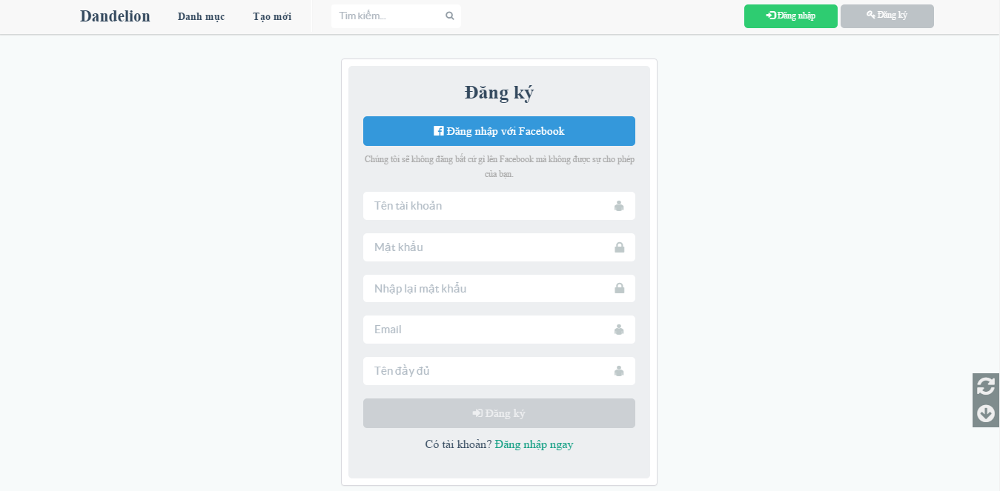 Dandelion Danh mục Tạo mới Tìm kiếm... Đăng nhập Đăng ký
Đăng ký
Đăng nhập với Facebook
Chúng tôi sẽ không đăng bất cứ gì lên Facebook mà không được sự cho phép
của bạn.
Tên tài khoản
Mật khẩu
Nhập lại mật khẩu
Email
Tên đầy đủ
Đăng ký
Có tài khoản? Đăng nhập ngay